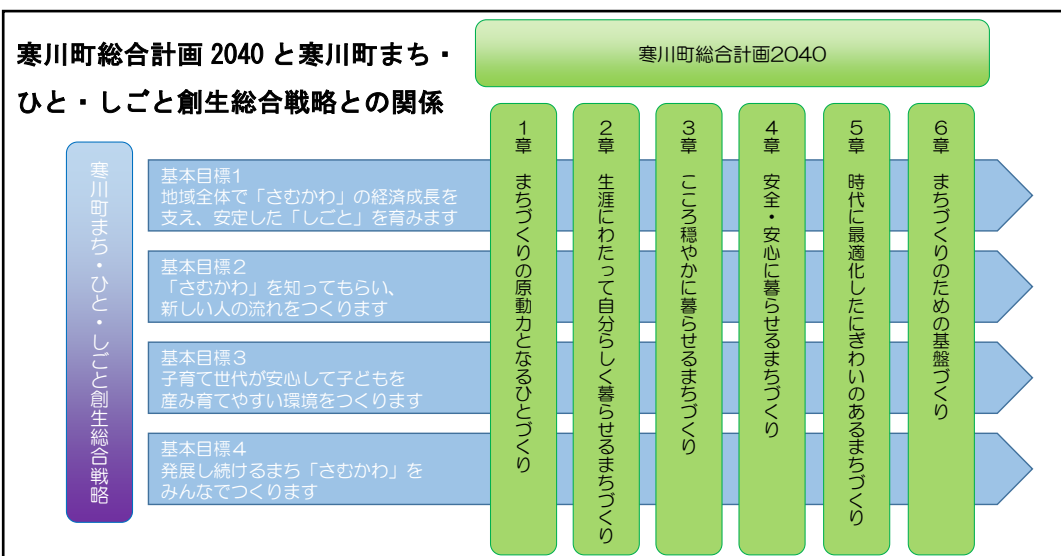 寒川町総合計画 2040 と寒川町まち・
ひと・しごと創生総合戦略との関係
寒川町総合計画2040
寒川町まち・ひと・しごと創生総合戦略
基本目標1
地域全体で「さむかわ」の経済成長を
支え、安定した「しごと」を育みます
基本目標2
「さむかわ」を知ってもらい、
新しい人の流れをつくります
基本目標3
子育て世代が安心して子どもを
産み育てやすい環境をつくります
基本目標4
発展し続けるまち「さむかわ」を
みんなでつくります
1章 まちづくりの原動力となるひとづくり
2章 生涯にわたって自分らしく暮らせるまちづくり
3章 こころ穏やかに暮らせるまちづくり
4章 安全・安心に暮らせるまちづくり
5章 時代に最適化したにぎわいのあるまちづくり
6章 まちづくりのための基盤づくり